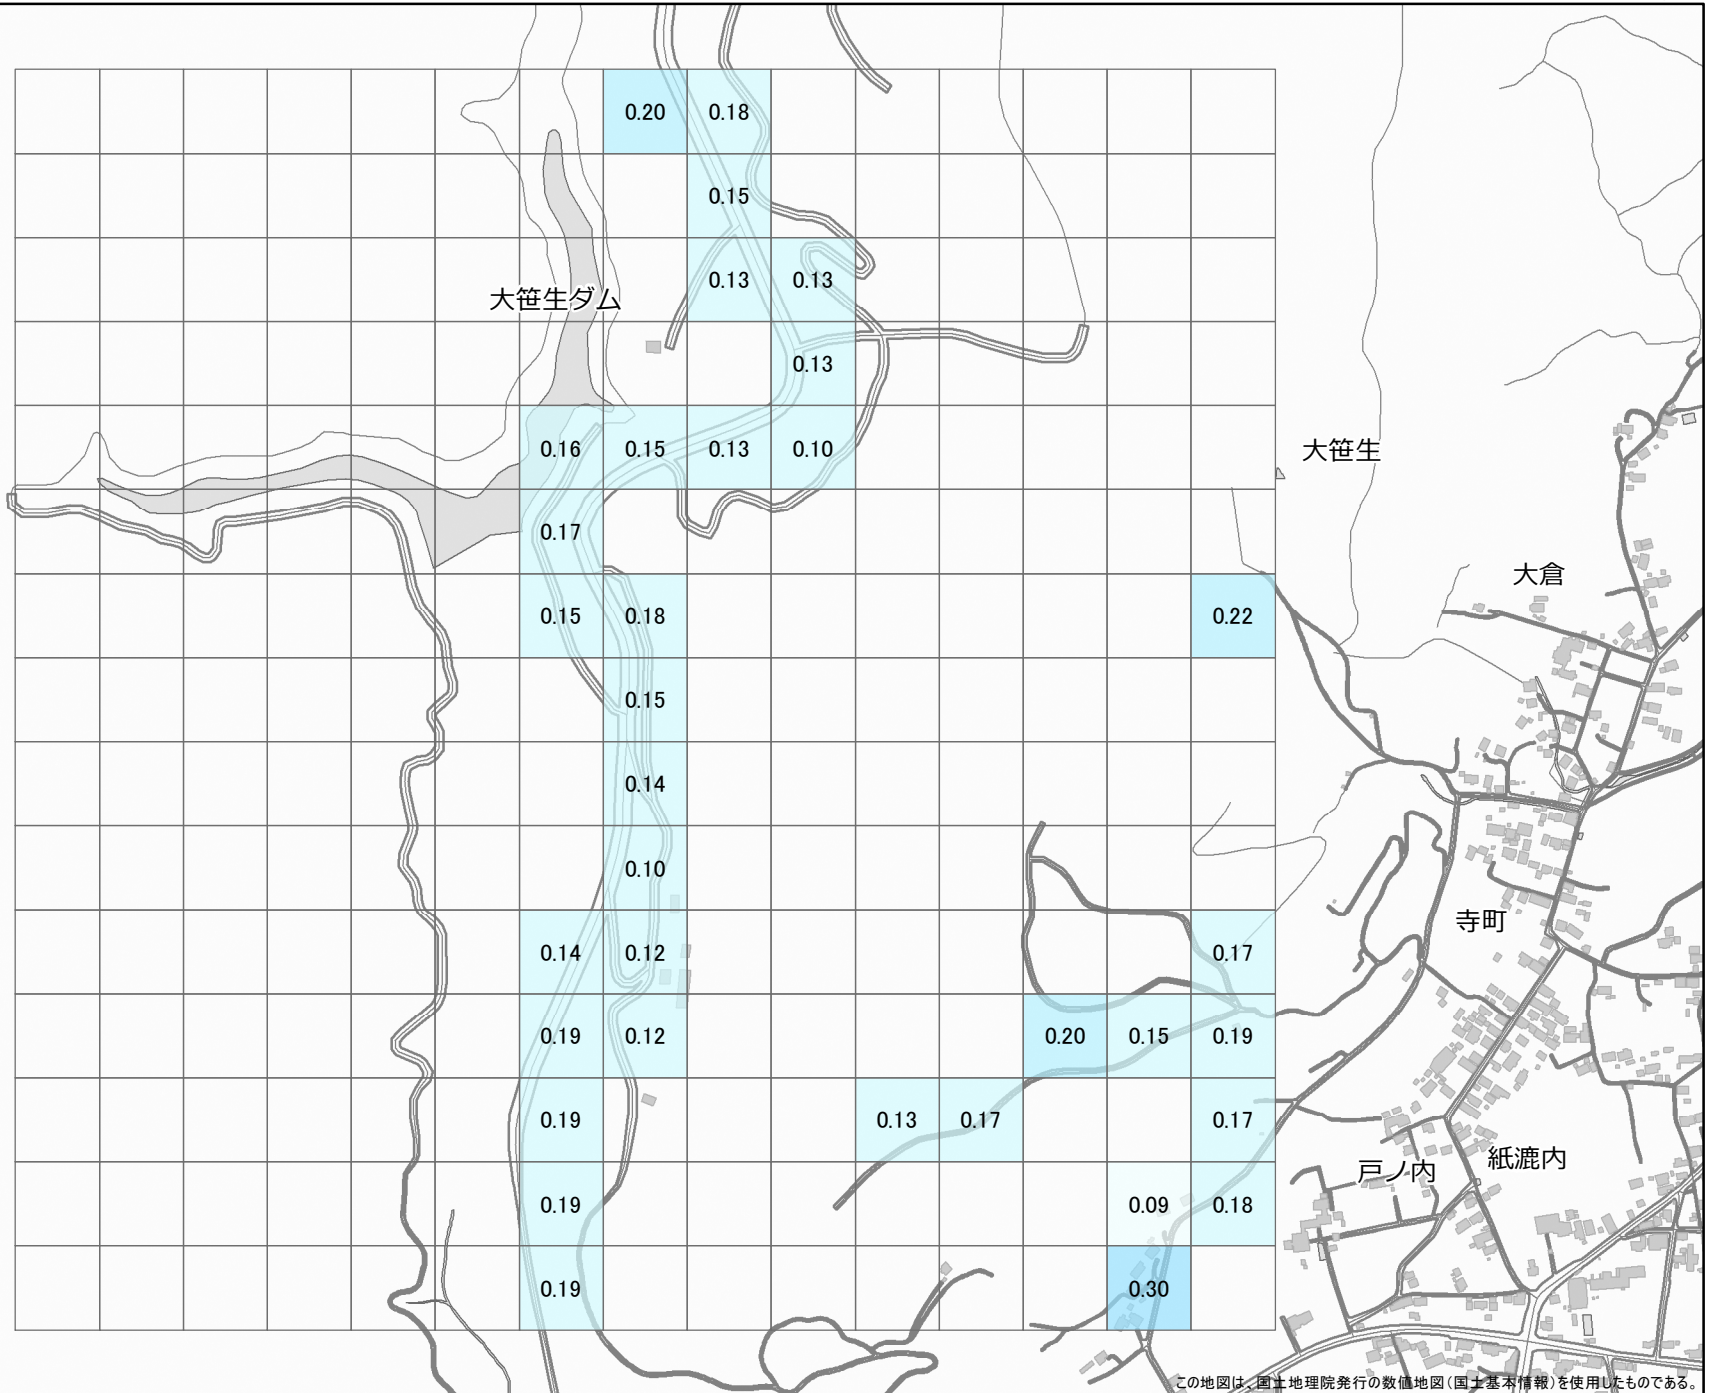 0.20 0.18
0.15
0.13 0.13
大笹生ダム
0.13
0.16 0.15 0.13 0.10
大笹生
0.17
大倉
0.15 0.18 0.22
0.15
0.14
0.10
寺町
0.14 0.12 0.17
0.19 0.12 0.20 0.15 0.19
0.19 0.13 0.17 0.17
戸ノ内 紙漉内
0.19 0.09 0.18
0.19 0.30
この地図は、国土地理院発行の数値地図(国土基本情報)を使用したものである。